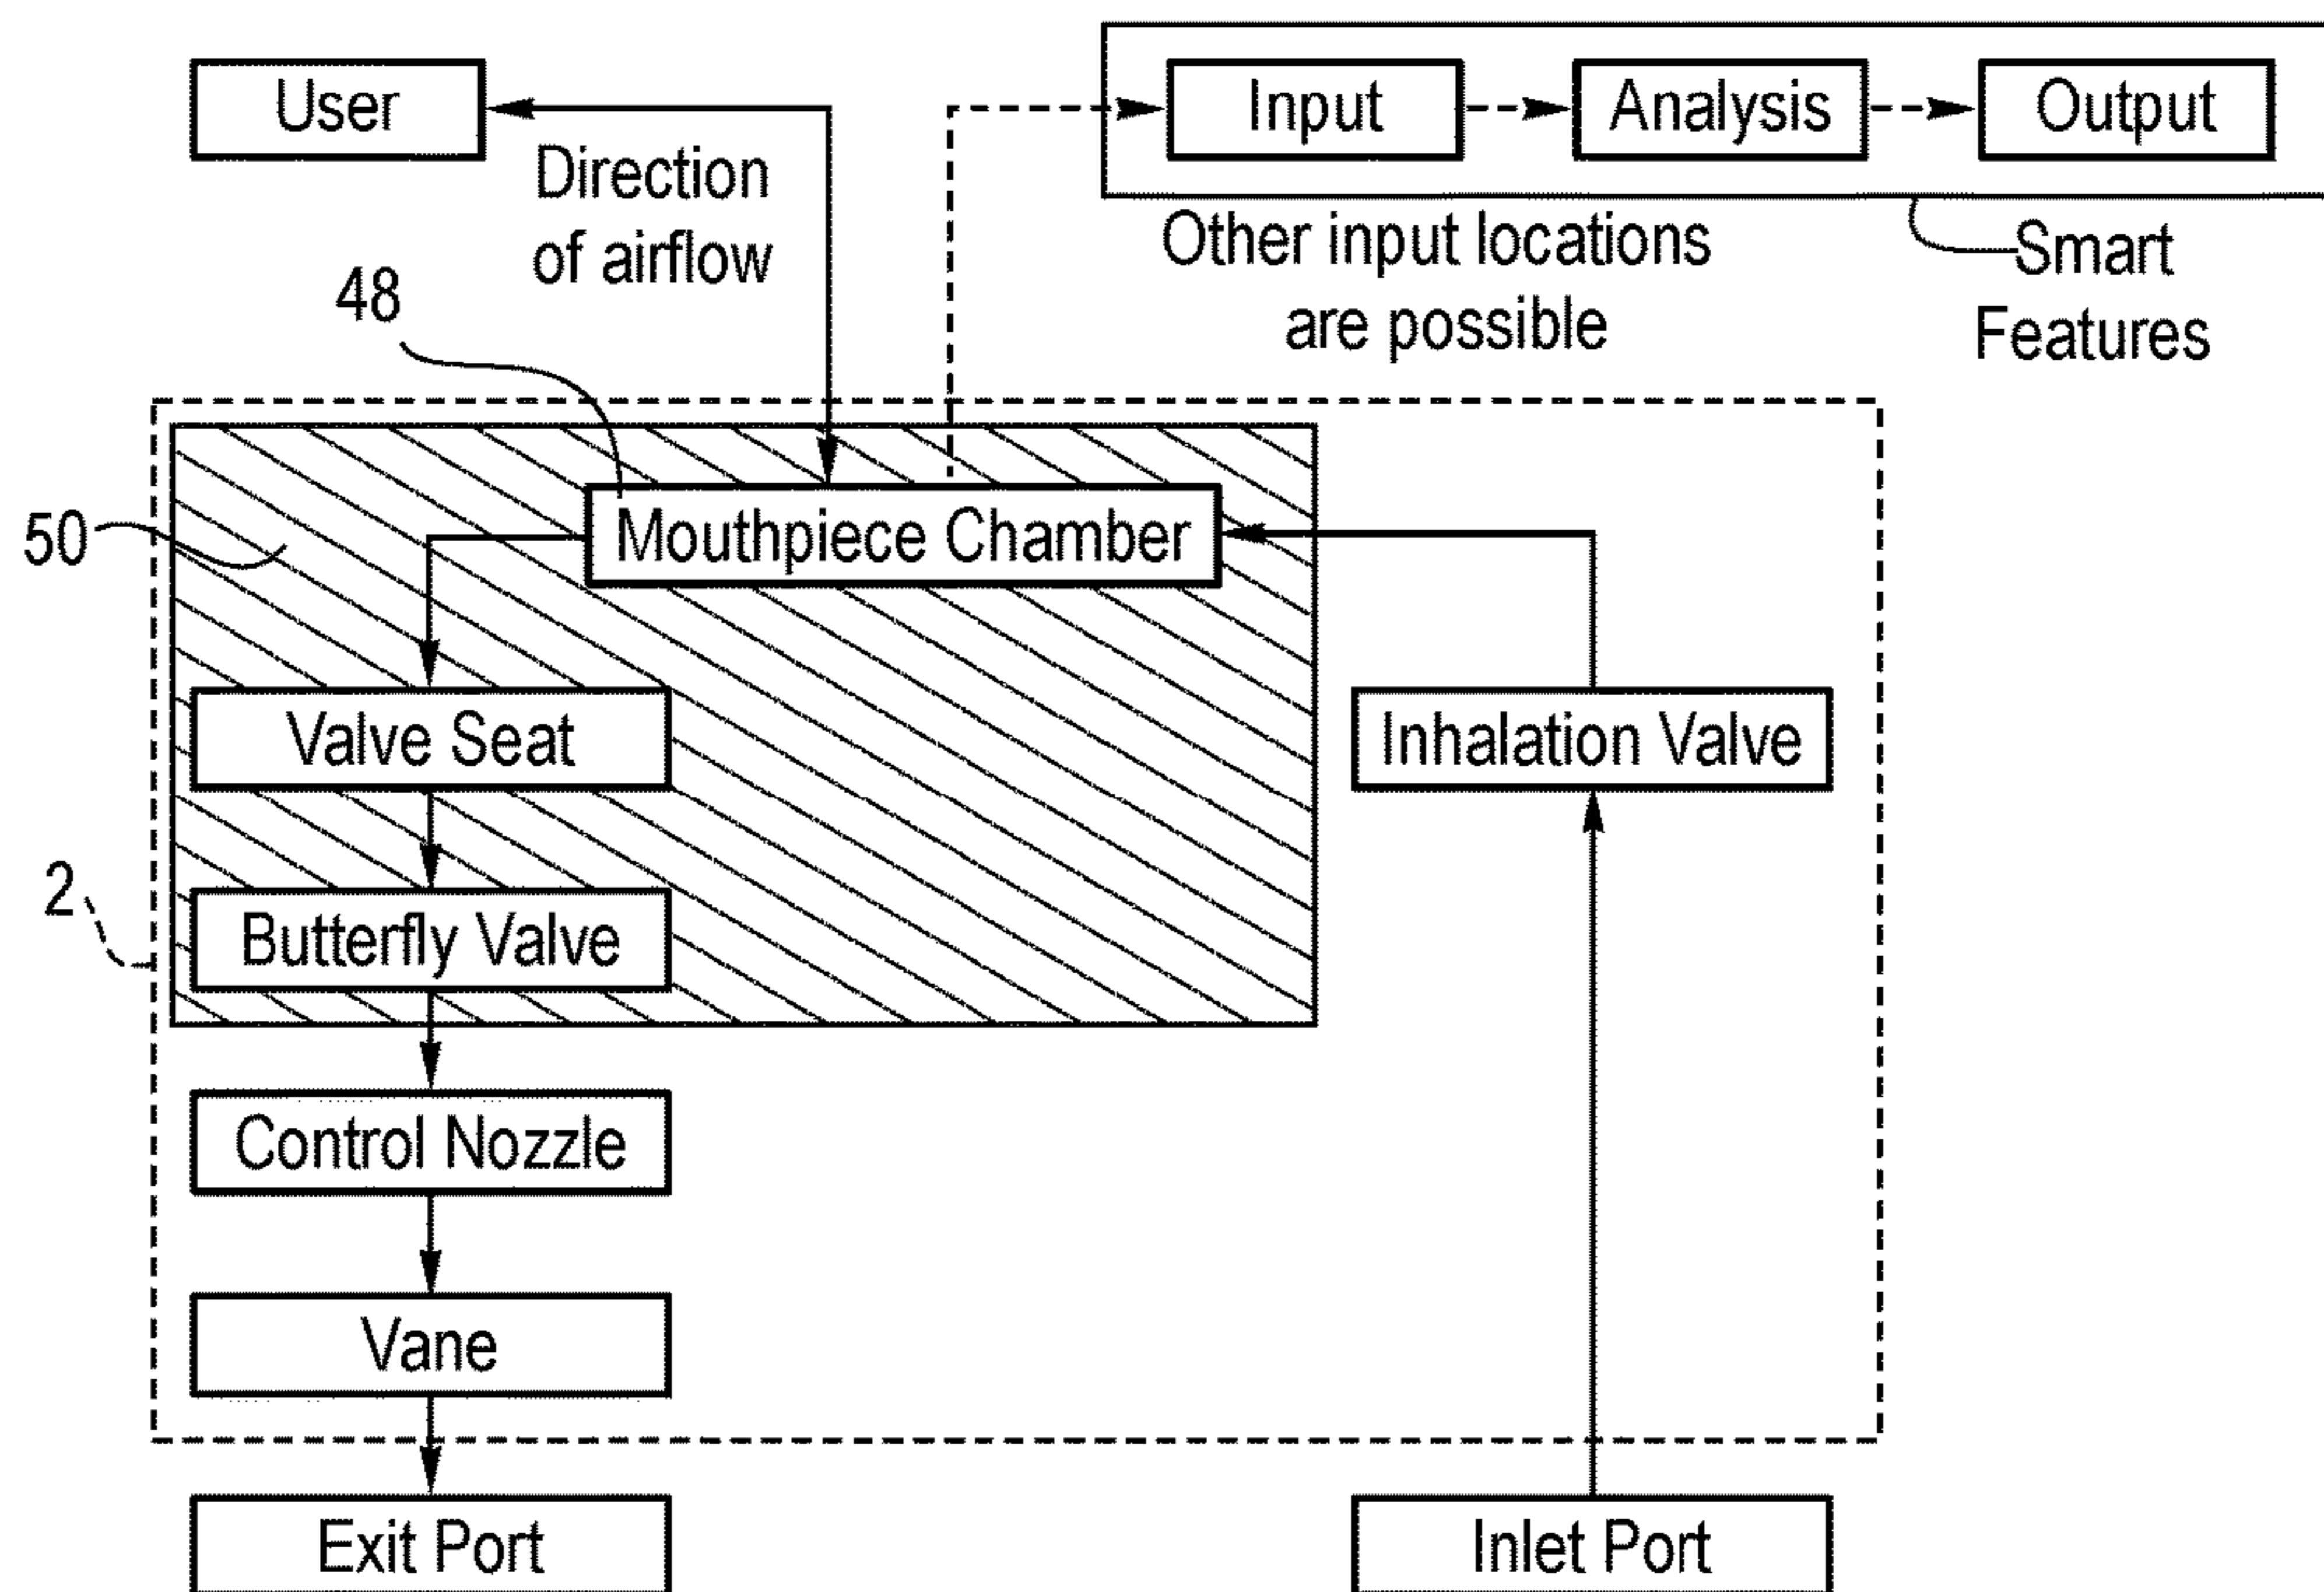 User
Input
Analysis
Output
Direction
of airflow
Other input locations
are possible
Smart
Features
48
Mouthpiece Chamber
50
Valve Seat
Inhalation Valve
2
Butterfly Valve
Control Nozzle
Vane
Exit Port
Inlet Port